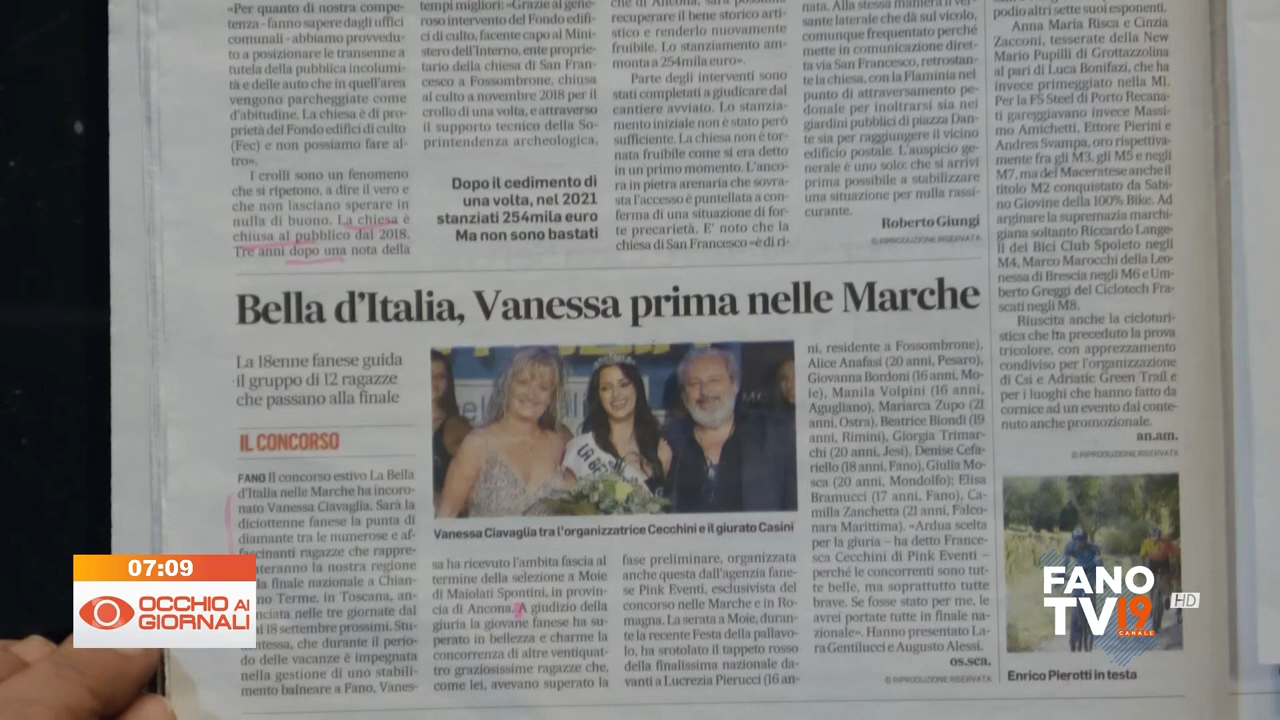 «Per quanto di nostra compe-
tenza - fanno sapere dagli uffici
comunali - abbiamo provvedu-
to a posizionare le transenne a
tutela della pubblica incolumi-
tà e delle auto che in quell'area
vengono parcheggiate come
d'abitudine. La chiesa è di pro-
prietà del Fondo edifici di culto
(Fec) e non possiamo fare al-
tro».
I crolli sono un fenomeno
che si ripetono, a dire il vero e
che non lasciano sperare in
nulla di buono. La chiesa è
chiusa al pubblico dal 2018.
Tre anni dopo una nota della
tempi migliori: «Grazie al gene-
roso intervento del Fondo edifi-
ci di culto, facente capo al Mini-
stero dell'Interno, ente proprie-
tario della chiesa di San Fran-
cesco a Fossombrone, chiusa
al culto a novembre 2018 per il
crollo di una volta, e attraverso
il supporto tecnico della So-
printendenza archeologica,
Dopo il cedimento di
una volta, nel 2021
stanziati 254mila euro
Ma non sono bastati
che di Ancona, sarà possibile
recuperare il bene storico arti-
stico e renderlo nuovamente
fruibile. Lo stanziamento am-
monta a 254mila euro».
Parte degli interventi sono
stati completati a giudicare dal
cantiere avviato. Lo stanzia-
mento iniziale non è stato però
sufficiente. La chiesa non è tor-
nata fruibile come si era detto
in un primo momento. L'anco-
ra in pietra arenaria che sovra-
sta l'accesso è puntellata a con-
ferma di una situazione di for-
te precarietà. E' noto che la
chiesa di San Francesco «è di ri-
nata. Alla stessa maniera il ver-
sante laterale che dà sul vicolo,
comunque frequentato perché
mette in comunicazione diret-
ta via San Francesco, retrostan-
te la chiesa, con la Flaminia nel
punto di attraversamento pe-
donale per inoltrarsi sia nei
giardini pubblici di piazza Dan-
te sia per raggiungere il vicino
edificio postale. L'auspicio ge-
nerale è uno solo: che si arrivi
prima possibile a stabilizzare
una situazione per nulla rassi-
curante.
Roberto Giungi
© RIPRODUZIONE RISERVATA
podio altri sette suoi esponenti.
Anna Maria Risca e Cinzia
Zacconi, tesserate della New
Mario Pupilli di Grottazzolina
al pari di Luca Bonifazi, che ha
invece primeggiato nella M1.
Per la FS Steel di Porto Recana-
ti gareggiavano invece Massi-
mo Amichetti, Ettore Pierini e
Andrea Svampa, oro rispettiva-
mente fra gli M3, gli M5 e negli
M7, ma del Maceratese anche il
titolo M2 conquistato da Sabi-
no Giovine della 100% Bike. Ad
arginare la supremazia marchi-
giana soltanto Riccardo Lange-
li del Bici Club Spoleto negli
M4, Marco Marocchi della Leo-
nessa di Brescia negli M6 e Um-
berto Greggi del Ciclotech Fra-
scati negli M8.
Riuscita anche la cicloturi-
stica che ha preceduto la prova
tricolore, con apprezzamento
condiviso per l'organizzazione
di Csi e Adriatic Green Trail e
per i luoghi che hanno fatto da
cornice ad un evento dal conte-
nuto anche promozionale.
an.am.
© RIPRODUZIONE RISERVATA
Bella d'Italia, Vanessa prima nelle Marche
La 18enne fanese guida
il gruppo di 12 ragazze
che passano alla finale
IL CONCORSO
FANO Il concorso estivo La Bella
d'Italia nelle Marche ha incoro-
nato Vanessa Ciavaglia. Sarà la
diciottenne fanese la punta di
diamante tra le numerose e af-
fascinanti ragazze che rappre-
nteranno la nostra regione
la finale nazionale a Chian-
no Terme, in Toscana, an-
nciata nelle tre giornate dal
al 18 settembre prossimi. Stu-
tessa, che durante il perio-
do delle vacanze è impegnata
nella gestione di uno stabili-
mento balneare a Fano, Vanes-
LA BE
Vanessa Ciavaglia tra l'organizzatrice Cecchini e il giurato Casini
sa ha ricevuto l'ambita fascia al
termine della selezione a Moie
di Maiolati Spontini, in provin-
cia di Ancona. A giudizio della
giuria la giovane fanese ha su-
perato in bellezza e charme la
concorrenza di altre ventiquat-
tro graziosissime ragazze che,
come lei, avevano superato la
fase preliminare, organizzata
anche questa dall'agenzia fane-
se Pink Eventi, esclusivista del
concorso nelle Marche e in Ro-
magna. La serata a Moie, duran-
te la recente Festa della pallavo-
lo, ha srotolato il tappeto rosso
della finalissima nazionale da-
vanti a Lucrezia Pierucci (16 an-
ni, residente a Fossombrone),
Alice Anafasi (20 anni, Pesaro),
Giovanna Bordoni (16 anni, Mo-
ie), Manila Volpini (16 anni,
Agugliano), Mariarca Zupo (21
anni, Ostra), Beatrice Biondi (19
anni, Rimini), Giorgia Trimar-
chi (20 anni, Jesi), Denise Cefa-
riello (18 anni, Fano), Giulia Mo-
sca (20 anni, Mondolfo); Elisa
Bramucci (17 anni, Fano), Ca-
milla Zanchetta (21 anni, Falco-
nara Marittima). «Ardua scelta
per la giuria – ha detto France-
sca Cecchini di Pink Eventi –
perché le concorrenti sono tut-
te belle, ma soprattutto tutte
brave. Se fosse stato per me, le
avrei portate tutte in finale na-
zionale». Hanno presentato La-
ra Gentilucci e Augusto Alessi.
os.sca.
© RIPRODUZIONE RISERVATA
Enrico Pierotti in testa
07:09
OCCHIO AI
GIORNALI
FANO
TV19
CANALE
HD